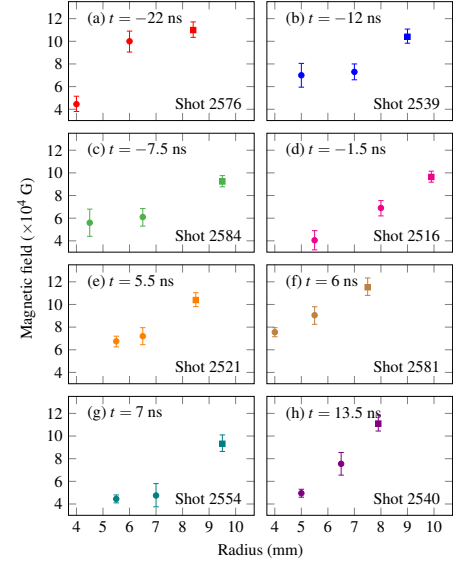 (a) t = −22 ns
(b) t = −12 ns
12
10
8
6
4
Shot 2576
Shot 2539
(c) t = −7.5 ns
(d) t = −1.5 ns
12
10
8
6
4
Shot 2584
Shot 2516
Magnetic field (×10⁴ G)
(e) t = 5.5 ns
(f) t = 6 ns
12
10
8
6
4
Shot 2521
Shot 2581
(g) t = 7 ns
(h) t = 13.5 ns
12
10
8
6
4
Shot 2554
Shot 2540
4 5 6 7 8 9 10 4 5 6 7 8 9 10
Radius (mm) Radius (mm)